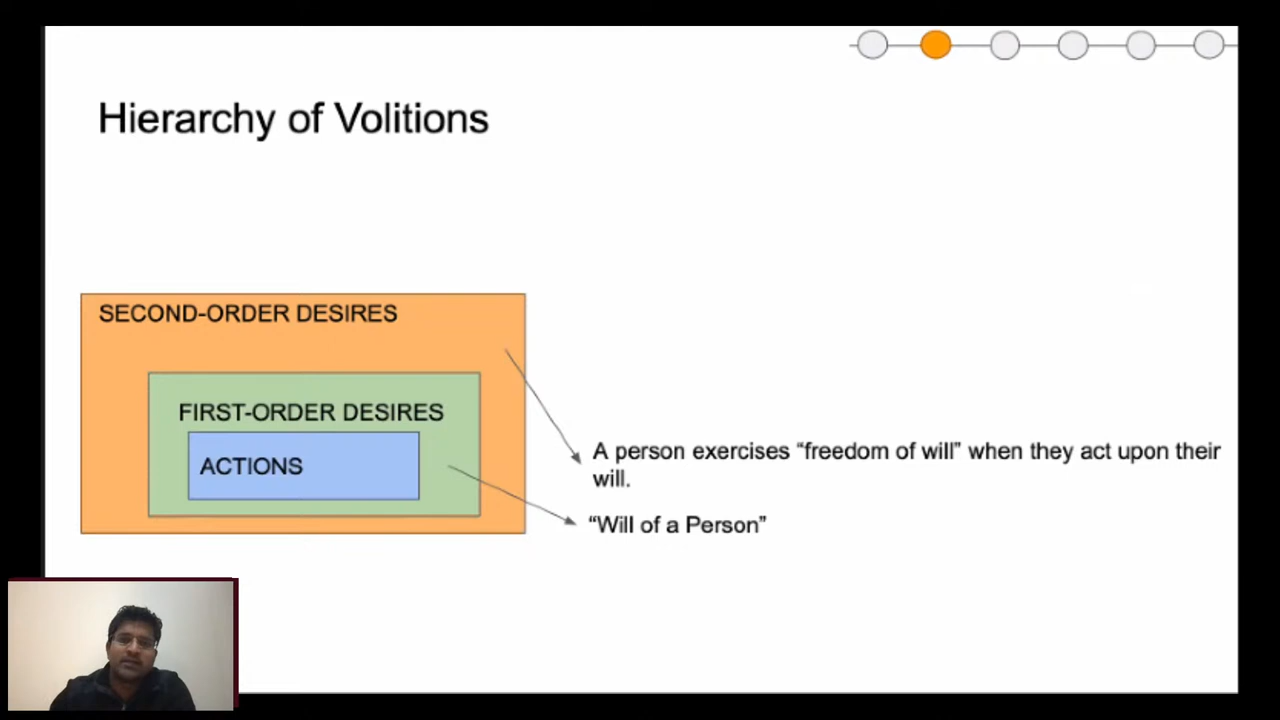 Hierarchy of Volitions
SECOND-ORDER DESIRES
FIRST-ORDER DESIRES
ACTIONS
A person exercises “freedom of will” when they act upon their
will.
“Will of a Person”